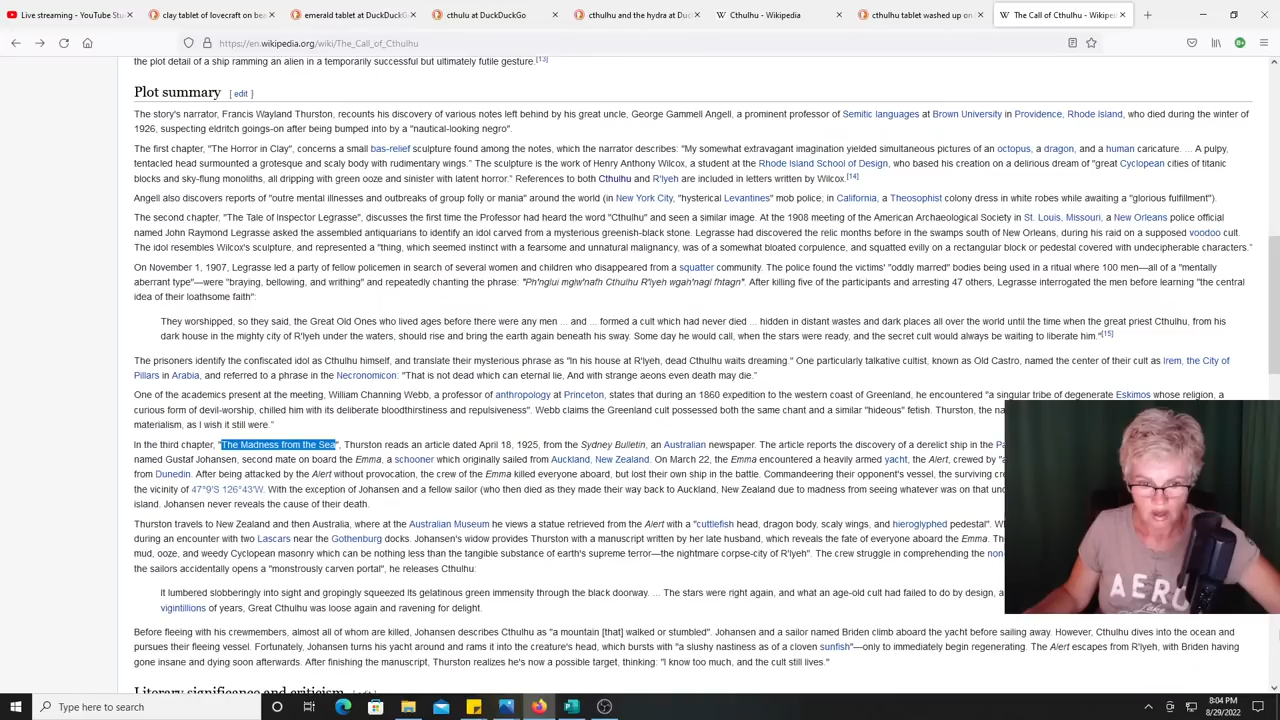 Live streaming - YouTube Stu
clay tablet of lovecraft on bea
emerald tablet at DuckDuckGo
cthulu at DuckDuckGo
cthulhu and the hydra at Duc
Cthulhu - Wikipedia
cthulhu tablet washed up on
The Call of Cthulhu - Wikiped
https://en.wikipedia.org/wiki/The_Call_of_Cthulhu
the plot detail of a ship ramming an alien in a temporarily successful but ultimately futile gesture.[13]
Plot summary [ edit ]
The story's narrator, Francis Wayland Thurston, recounts his discovery of various notes left behind by his great uncle, George Gammell Angell, a prominent professor of Semitic languages at Brown University in Providence, Rhode Island, who died during the winter of
1926, suspecting eldritch goings-on after being bumped into by a "nautical-looking negro".
The first chapter, "The Horror in Clay", concerns a small bas-relief sculpture found among the notes, which the narrator describes: "My somewhat extravagant imagination yielded simultaneous pictures of an octopus, a dragon, and a human caricature. ... A pulpy,
tentacled head surmounted a grotesque and scaly body with rudimentary wings." The sculpture is the work of Henry Anthony Wilcox, a student at the Rhode Island School of Design, who based his creation on a delirious dream of "great Cyclopean cities of titanic
blocks and sky-flung monoliths, all dripping with green ooze and sinister with latent horror." References to both Cthulhu and R'lyeh are included in letters written by Wilcox.[14]
Angell also discovers reports of "outre mental illnesses and outbreaks of group folly or mania" around the world (in New York City, "hysterical Levantines" mob police; in California, a Theosophist colony dress in white robes while awaiting a "glorious fulfillment").
The second chapter, "The Tale of Inspector Legrasse", discusses the first time the Professor had heard the word "Cthulhu" and seen a similar image. At the 1908 meeting of the American Archaeological Society in St. Louis, Missouri, a New Orleans police official
named John Raymond Legrasse asked the assembled antiquarians to identify an idol carved from a mysterious greenish-black stone. Legrasse had discovered the relic months before in the swamps south of New Orleans, during his raid on a supposed voodoo cult.
The idol resembles Wilcox's sculpture, and represented a "thing, which seemed instinct with a fearsome and unnatural malignancy, was of a somewhat bloated corpulence, and squatted evilly on a rectangular block or pedestal covered with undecipherable characters."
On November 1, 1907, Legrasse led a party of fellow policemen in search of several women and children who disappeared from a squatter community. The police found the victims' "oddly marred" bodies being used in a ritual where 100 men—all of a "mentally
aberrant type"—were "braying, bellowing, and writhing" and repeatedly chanting the phrase: "Ph'nglui mglw'nafh Cthulhu R'lyeh wgah'nagl fhtagn". After killing five of the participants and arresting 47 others, Legrasse interrogated the men before learning "the central
idea of their loathsome faith":
They worshipped, so they said, the Great Old Ones who lived ages before there were any men ... and ... formed a cult which had never died ... hidden in distant wastes and dark places all over the world until the time when the great priest Cthulhu, from his
dark house in the mighty city of R'lyeh under the waters, should rise and bring the earth again beneath his sway. Some day he would call, when the stars were ready, and the secret cult would always be waiting to liberate him.[15]
The prisoners identify the confiscated idol as Cthulhu himself, and translate their mysterious phrase as "In his house at R'lyeh, dead Cthulhu waits dreaming." One particularly talkative cultist, known as Old Castro, named the center of their cult as Irem, the City of
Pillars in Arabia, and referred to a phrase in the Necronomicon: "That is not dead which can eternal lie, And with strange aeons even death may die."
One of the academics present at the meeting, William Channing Webb, a professor of anthropology at Princeton, states that during an 1860 expedition to the western coast of Greenland, he encountered "a singular tribe of degenerate Eskimos whose religion, a
curious form of devil-worship, chilled him with its deliberate bloodthirstiness and repulsiveness". Webb claims the Greenland cult possessed both the same chant and a similar "hideous" fetish. Thurston, the na
materialism, as I wish it still were."
In the third chapter, "The Madness from the Sea", Thurston reads an article dated April 18, 1925, from the Sydney Bulletin, an Australian newspaper. The article reports the discovery of a derelict ship in the Pa
named Gustaf Johansen, second mate on board the Emma, a schooner which originally sailed from Auckland, New Zealand. On March 22, the Emma encountered a heavily armed yacht, the Alert, crewed by "a
from Dunedin. After being attacked by the Alert without provocation, the crew of the Emma killed everyone aboard, but lost their own ship in the battle. Commandeering their opponent's vessel, the surviving cre
the vicinity of 47°9′S 126°43′W. With the exception of Johansen and a fellow sailor (who then died as they made their way back to Auckland, New Zealand due to madness from seeing whatever was on that un
island. Johansen never reveals the cause of their death.
Thurston travels to New Zealand and then Australia, where at the Australian Museum he views a statue retrieved from the Alert with a "cuttlefish head, dragon body, scaly wings, and hieroglyphed pedestal". W
during an encounter with two Lascars near the Gothenburg docks. Johansen's widow provides Thurston with a manuscript written by her late husband, which reveals the fate of everyone aboard the Emma. Th
mud, ooze, and weedy Cyclopean masonry which can be nothing less than the tangible substance of earth's supreme terror—the nightmare corpse-city of R'lyeh". The crew struggle in comprehending the non-
the sailors accidentally opens a "monstrously carven portal", he releases Cthulhu:
It lumbered slobberingly into sight and gropingly squeezed Its gelatinous green immensity through the black doorway. ... The stars were right again, and what an age-old cult had failed to do by design, a
vigintillions of years, Great Cthulhu was loose again and ravening for delight.
Before fleeing with his crewmembers, almost all of whom are killed, Johansen describes Cthulhu as "a mountain [that] walked or stumbled". Johansen and a sailor named Briden climb aboard the yacht before sailing away. However, Cthulhu dives into the ocean and
pursues their fleeing vessel. Fortunately, Johansen turns his yacht around and rams it into the creature's head, which bursts with "a slushy nastiness as of a cloven sunfish"—only to immediately begin regenerating. The Alert escapes from R'lyeh, with Briden having
gone insane and dying soon afterwards. After finishing the manuscript, Thurston realizes he's now a possible target, thinking: "I know too much, and the cult still lives."
Literary significance and criticism [ edit ]
AERO
Type here to search
8:04 PM
8/29/2022